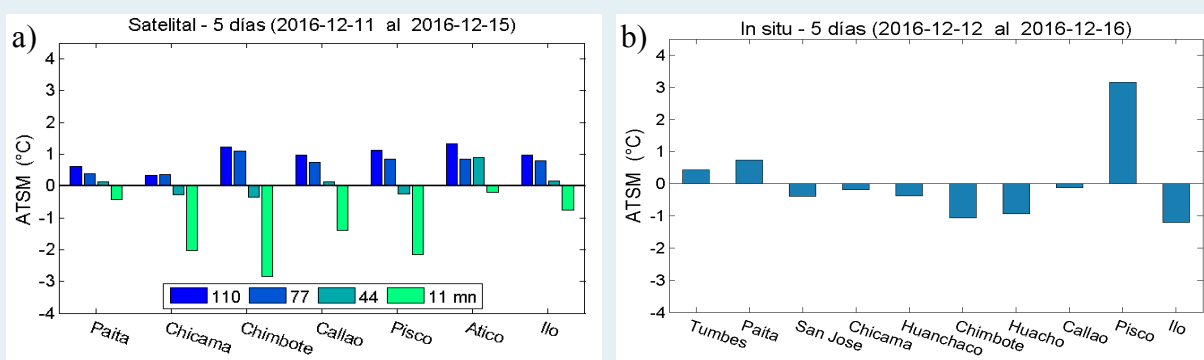 a)
Satelital - 5 días (2016-12-11 al 2016-12-15)
ATSM (°C)
4
3
2
1
0
-1
-2
-3
-4
110 77 44 11 mn
Paita Chicama Chimbote Callao Pisco Atico Ilo
b)
In situ - 5 días (2016-12-12 al 2016-12-16)
ATSM (°C)
4
3
2
1
0
-1
-2
-3
-4
Tumbes Paita San Jose Chicama Huanchaco Chimbote Huacho Callao Pisco Ilo